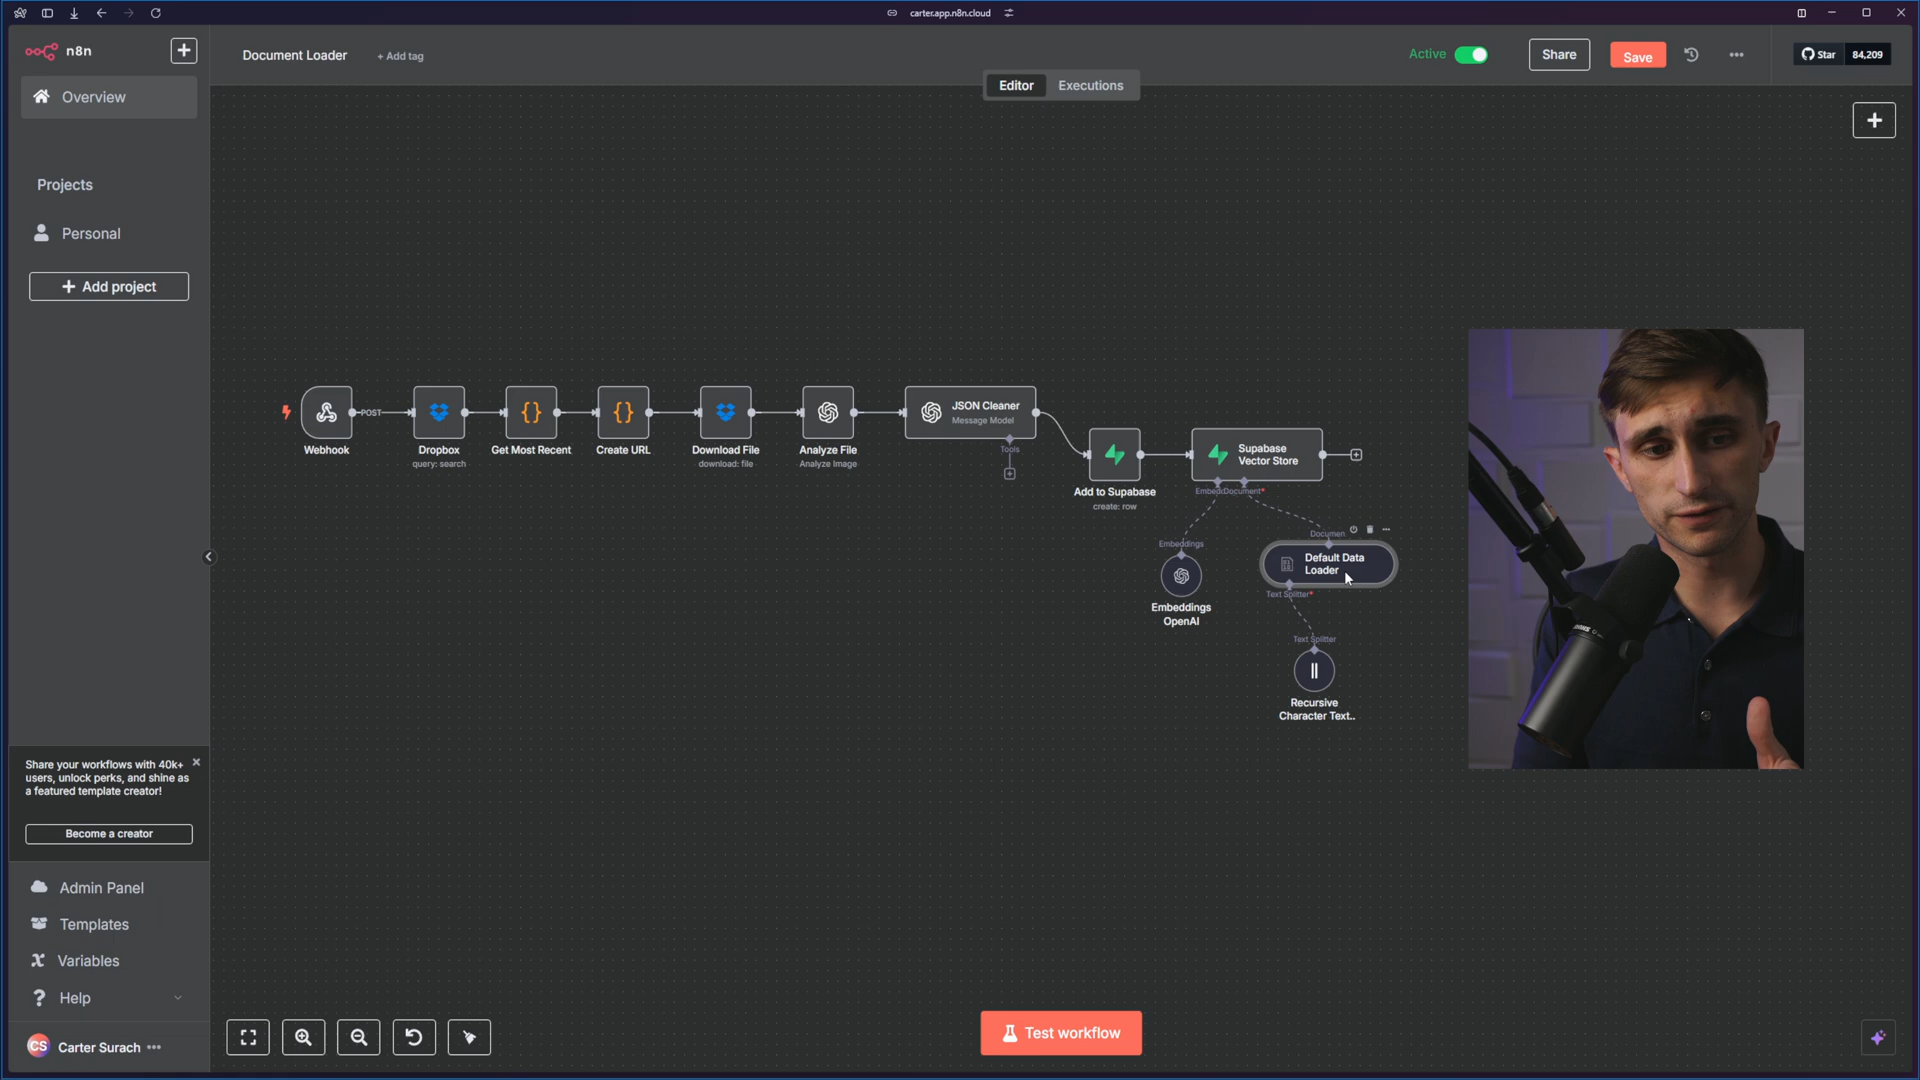 carter.app.n8n.cloud
n8n
Document Loader
+ Add tag
Active
Share
Save
Star
84,209
Editor
Executions
Overview
Projects
Personal
Add project
Webhook
POST
Dropbox
query: search
Get Most Recent
Create URL
Download File
download: file
Analyze File
Analyze Image
JSON Cleaner
Message Model
Tools
Add to Supabase
create: row
Supabase
Vector Store
Embed
Document*
Embeddings
Embeddings
OpenAI
Documen
Default Data
Loader
Text Splitter*
Text Splitter
Recursive
Character Text..
Share your workflows with 40k+
users, unlock perks, and shine as
a featured template creator!
Become a creator
Admin Panel
Templates
Variables
Help
CS
Carter Surach
Test workflow